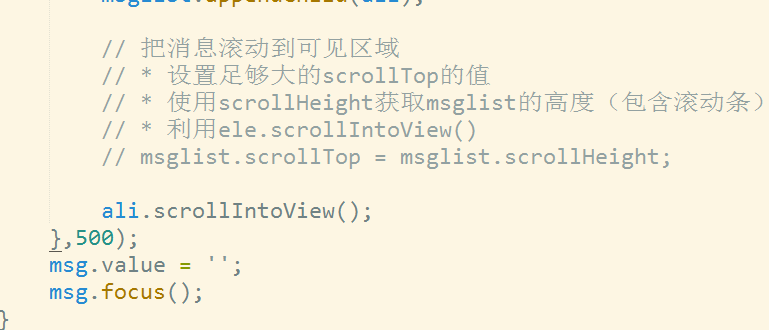 msglist.appendChild(ali);
// 把消息滚动到可见区域
// * 设置足够大的scrollTop的值
// * 使用scrollHeight获取msglist的高度（包含滚动条）
// * 利用ele.scrollIntoView()
// msglist.scrollTop = msglist.scrollHeight;
ali.scrollIntoView();
},500);
msg.value = '';
msg.focus();
}